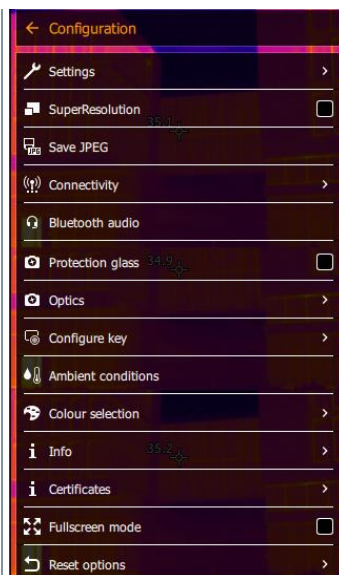 Configuration
Settings
SuperResolution
35.1
JPG
Save JPEG
Connectivity
Bluetooth audio
Protection glass
34.9
Optics
Configure key
Ambient conditions
Colour selection
Info
35.2
Certificates
Fullscreen mode
Reset options